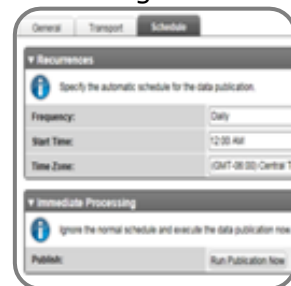 General Transport Schedule
▾ Recurrences
Specify the automatic schedule for the data publication.
Frequency: Daily
Start Time: 12:00 AM
Time Zone: (GMT-06:00) Central T
▾ Immediate Processing
Ignore the normal schedule and execute the data publication now.
Publish: Run Publication Now